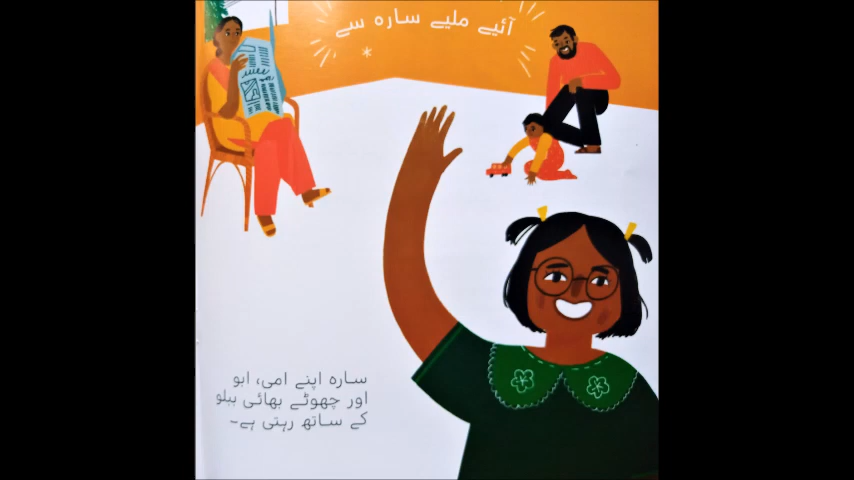 آئیے ملیے سارہ سے
سارہ اپنے امی، ابو
اور چھوٹے بھائی ببلو
کے ساتھ رہتی ہے۔